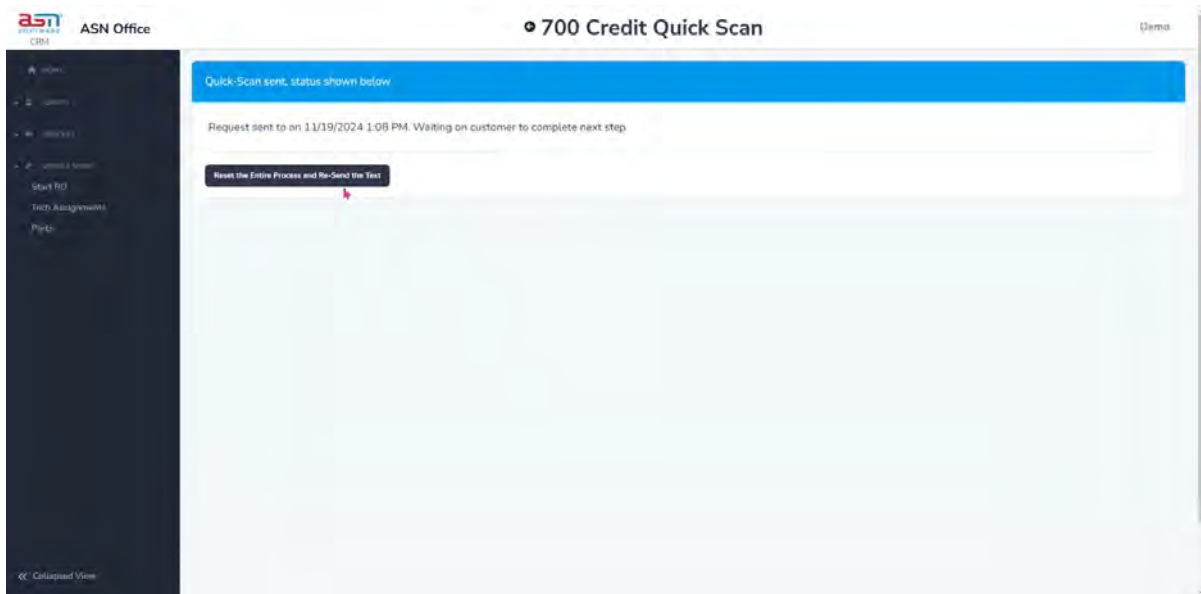 asn
SOFTWARE
CRM
ASN Office
700 Credit Quick Scan
Demo
HOME
Quick-Scan sent, status shown below
Request sent to on 11/19/2024 1:08 PM. Waiting on customer to complete next step
Reset the Entire Process and Re-Send the Text
Start RO
Tech Assignments
Parts
Collapsed View